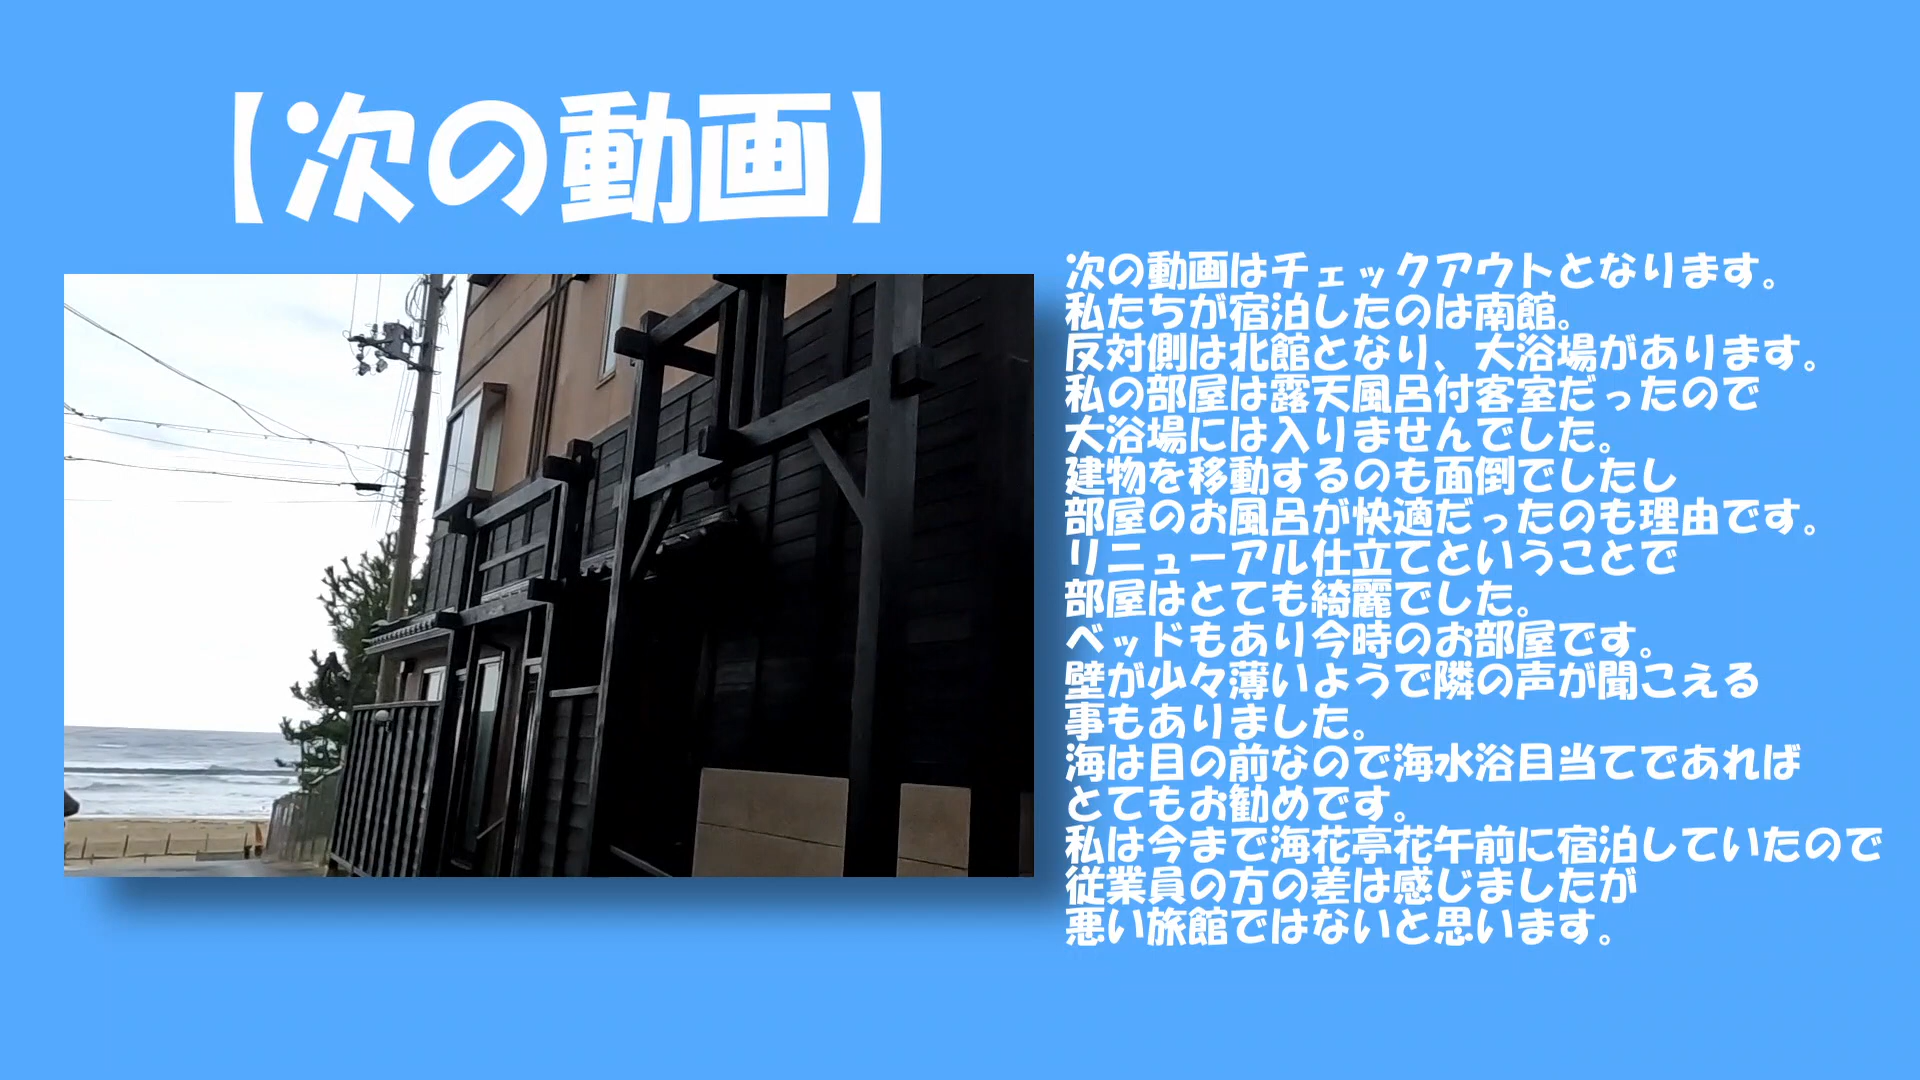 【次の動画】
次の動画はチェックアウトとなります。
私たちが宿泊したのは南館。
反対側は北館となり、大浴場があります。
私の部屋は露天風呂付客室だったので
大浴場には入りませんでした。
建物を移動するのも面倒でしたし
部屋のお風呂が快適だったのも理由です。
リニューアル仕立てということで
部屋はとても綺麗でした。
ベッドもあり今時のお部屋です。
壁が少々薄いようで隣の声が聞こえる
事もありました。
海は目の前なので海水浴目当てであれば
とてもお勧めです。
私は今まで海花亭花午前に宿泊していたので
従業員の方の差は感じましたが
悪い旅館ではないと思います。